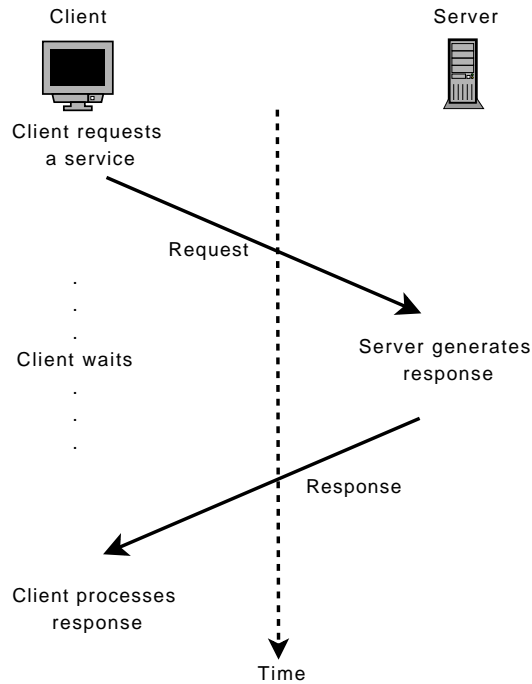 Client
Server
Client requests
a service
Request
.
.
.
Client waits
.
.
.
Server generates
response
Response
Client processes
response
Time